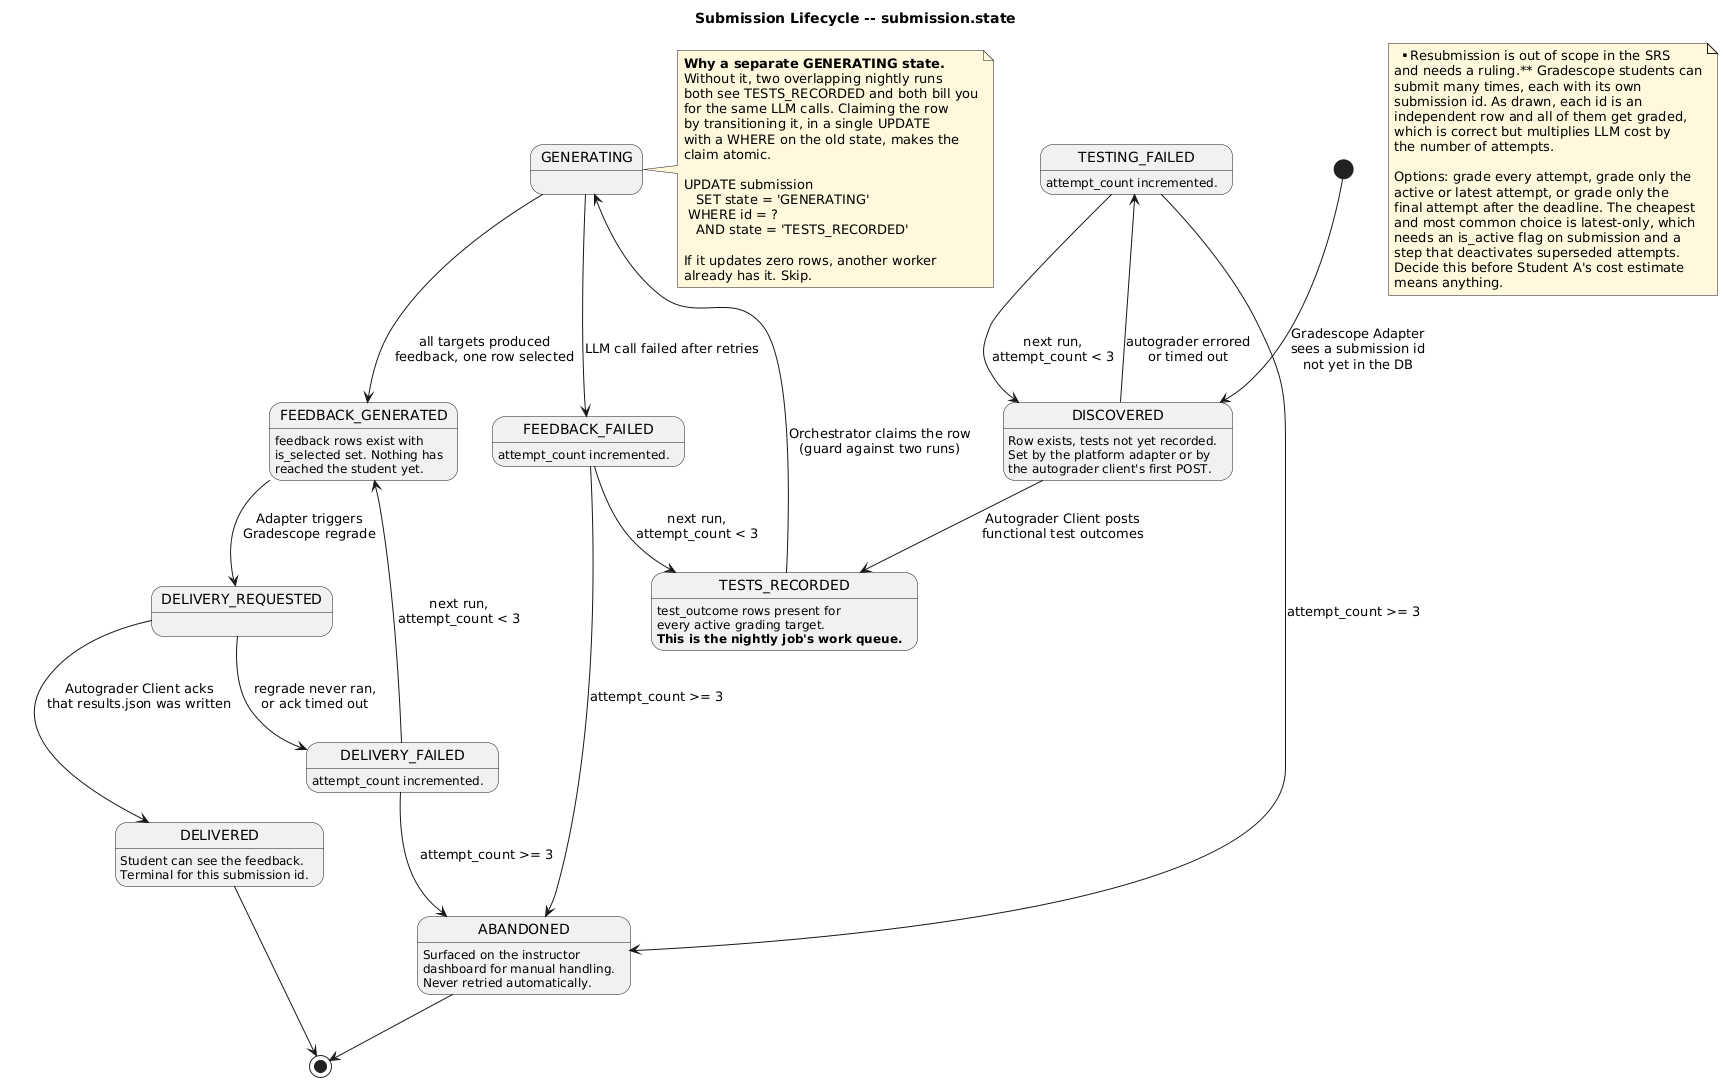 Submission Lifecycle -- submission.state
Why a separate GENERATING state.
Without it, two overlapping nightly runs
both see TESTS_RECORDED and both bill you
for the same LLM calls. Claiming the row
by transitioning it, in a single UPDATE
with a WHERE on the old state, makes the
claim atomic.
UPDATE submission
SET state = 'GENERATING'
WHERE id = ?
AND state = 'TESTS_RECORDED'
If it updates zero rows, another worker
already has it. Skip.
▪ Resubmission is out of scope in the SRS
and needs a ruling.** Gradescope students can
submit many times, each with its own
submission id. As drawn, each id is an
independent row and all of them get graded,
which is correct but multiplies LLM cost by
the number of attempts.
Options: grade every attempt, grade only the
active or latest attempt, or grade only the
final attempt after the deadline. The cheapest
and most common choice is latest-only, which
needs an is_active flag on submission and a
step that deactivates superseded attempts.
Decide this before Student A's cost estimate
means anything.
GENERATING
TESTING_FAILED
attempt_count incremented.
all targets produced
feedback, one row selected
LLM call failed after retries
next run,
attempt_count < 3
autograder errored
or timed out
Gradescope Adapter
sees a submission id
not yet in the DB
FEEDBACK_GENERATED
feedback rows exist with
is_selected set. Nothing has
reached the student yet.
FEEDBACK_FAILED
attempt_count incremented.
Orchestrator claims the row
(guard against two runs)
DISCOVERED
Row exists, tests not yet recorded.
Set by the platform adapter or by
the autograder client's first POST.
Adapter triggers
Gradescope regrade
next run,
attempt_count < 3
Autograder Client posts
functional test outcomes
DELIVERY_REQUESTED
next run,
attempt_count < 3
TESTS_RECORDED
test_outcome rows present for
every active grading target.
This is the nightly job's work queue.
attempt_count >= 3
Autograder Client acks
that results.json was written
regrade never ran,
or ack timed out
attempt_count >= 3
DELIVERY_FAILED
attempt_count incremented.
DELIVERED
Student can see the feedback.
Terminal for this submission id.
attempt_count >= 3
ABANDONED
Surfaced on the instructor
dashboard for manual handling.
Never retried automatically.